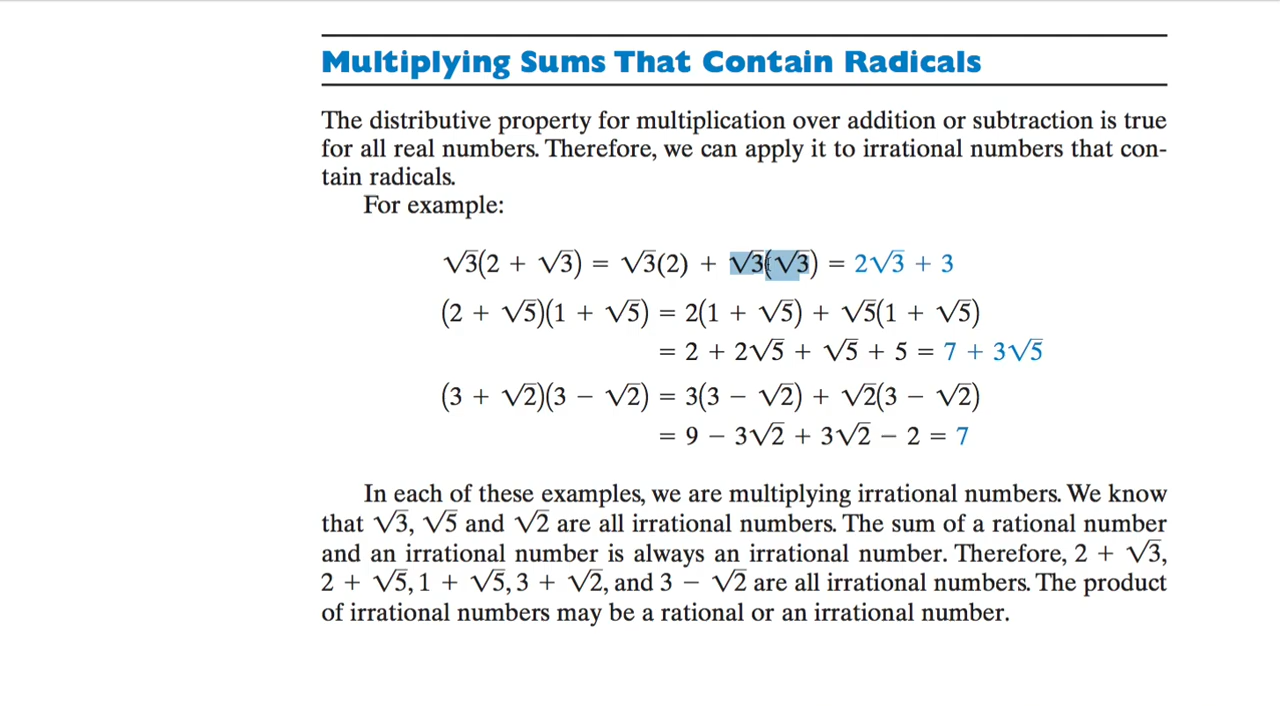 Multiplying Sums That Contain Radicals
The distributive property for multiplication over addition or subtraction is true
for all real numbers. Therefore, we can apply it to irrational numbers that con-
tain radicals.
For example:
√3(2 + √3) = √3(2) + √3(√3) = 2√3 + 3
(2 + √5)(1 + √5) = 2(1 + √5) + √5(1 + √5)
= 2 + 2√5 + √5 + 5 = 7 + 3√5
(3 + √2)(3 − √2) = 3(3 − √2) + √2(3 − √2)
= 9 − 3√2 + 3√2 − 2 = 7
In each of these examples, we are multiplying irrational numbers. We know
that √3, √5 and √2 are all irrational numbers. The sum of a rational number
and an irrational number is always an irrational number. Therefore, 2 + √3,
2 + √5, 1 + √5, 3 + √2, and 3 − √2 are all irrational numbers. The product
of irrational numbers may be a rational or an irrational number.